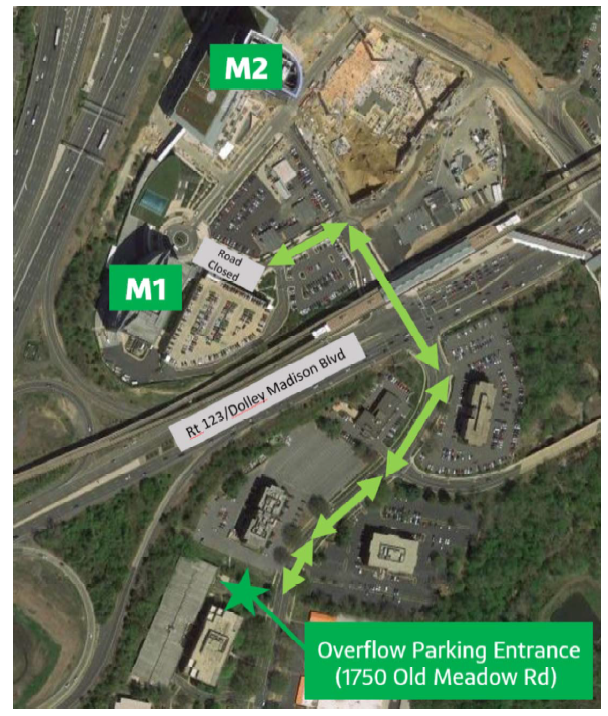 M2
Road
Closed
M1
Rt 123/Dolley Madison Blvd
Overflow Parking Entrance
(1750 Old Meadow Rd)